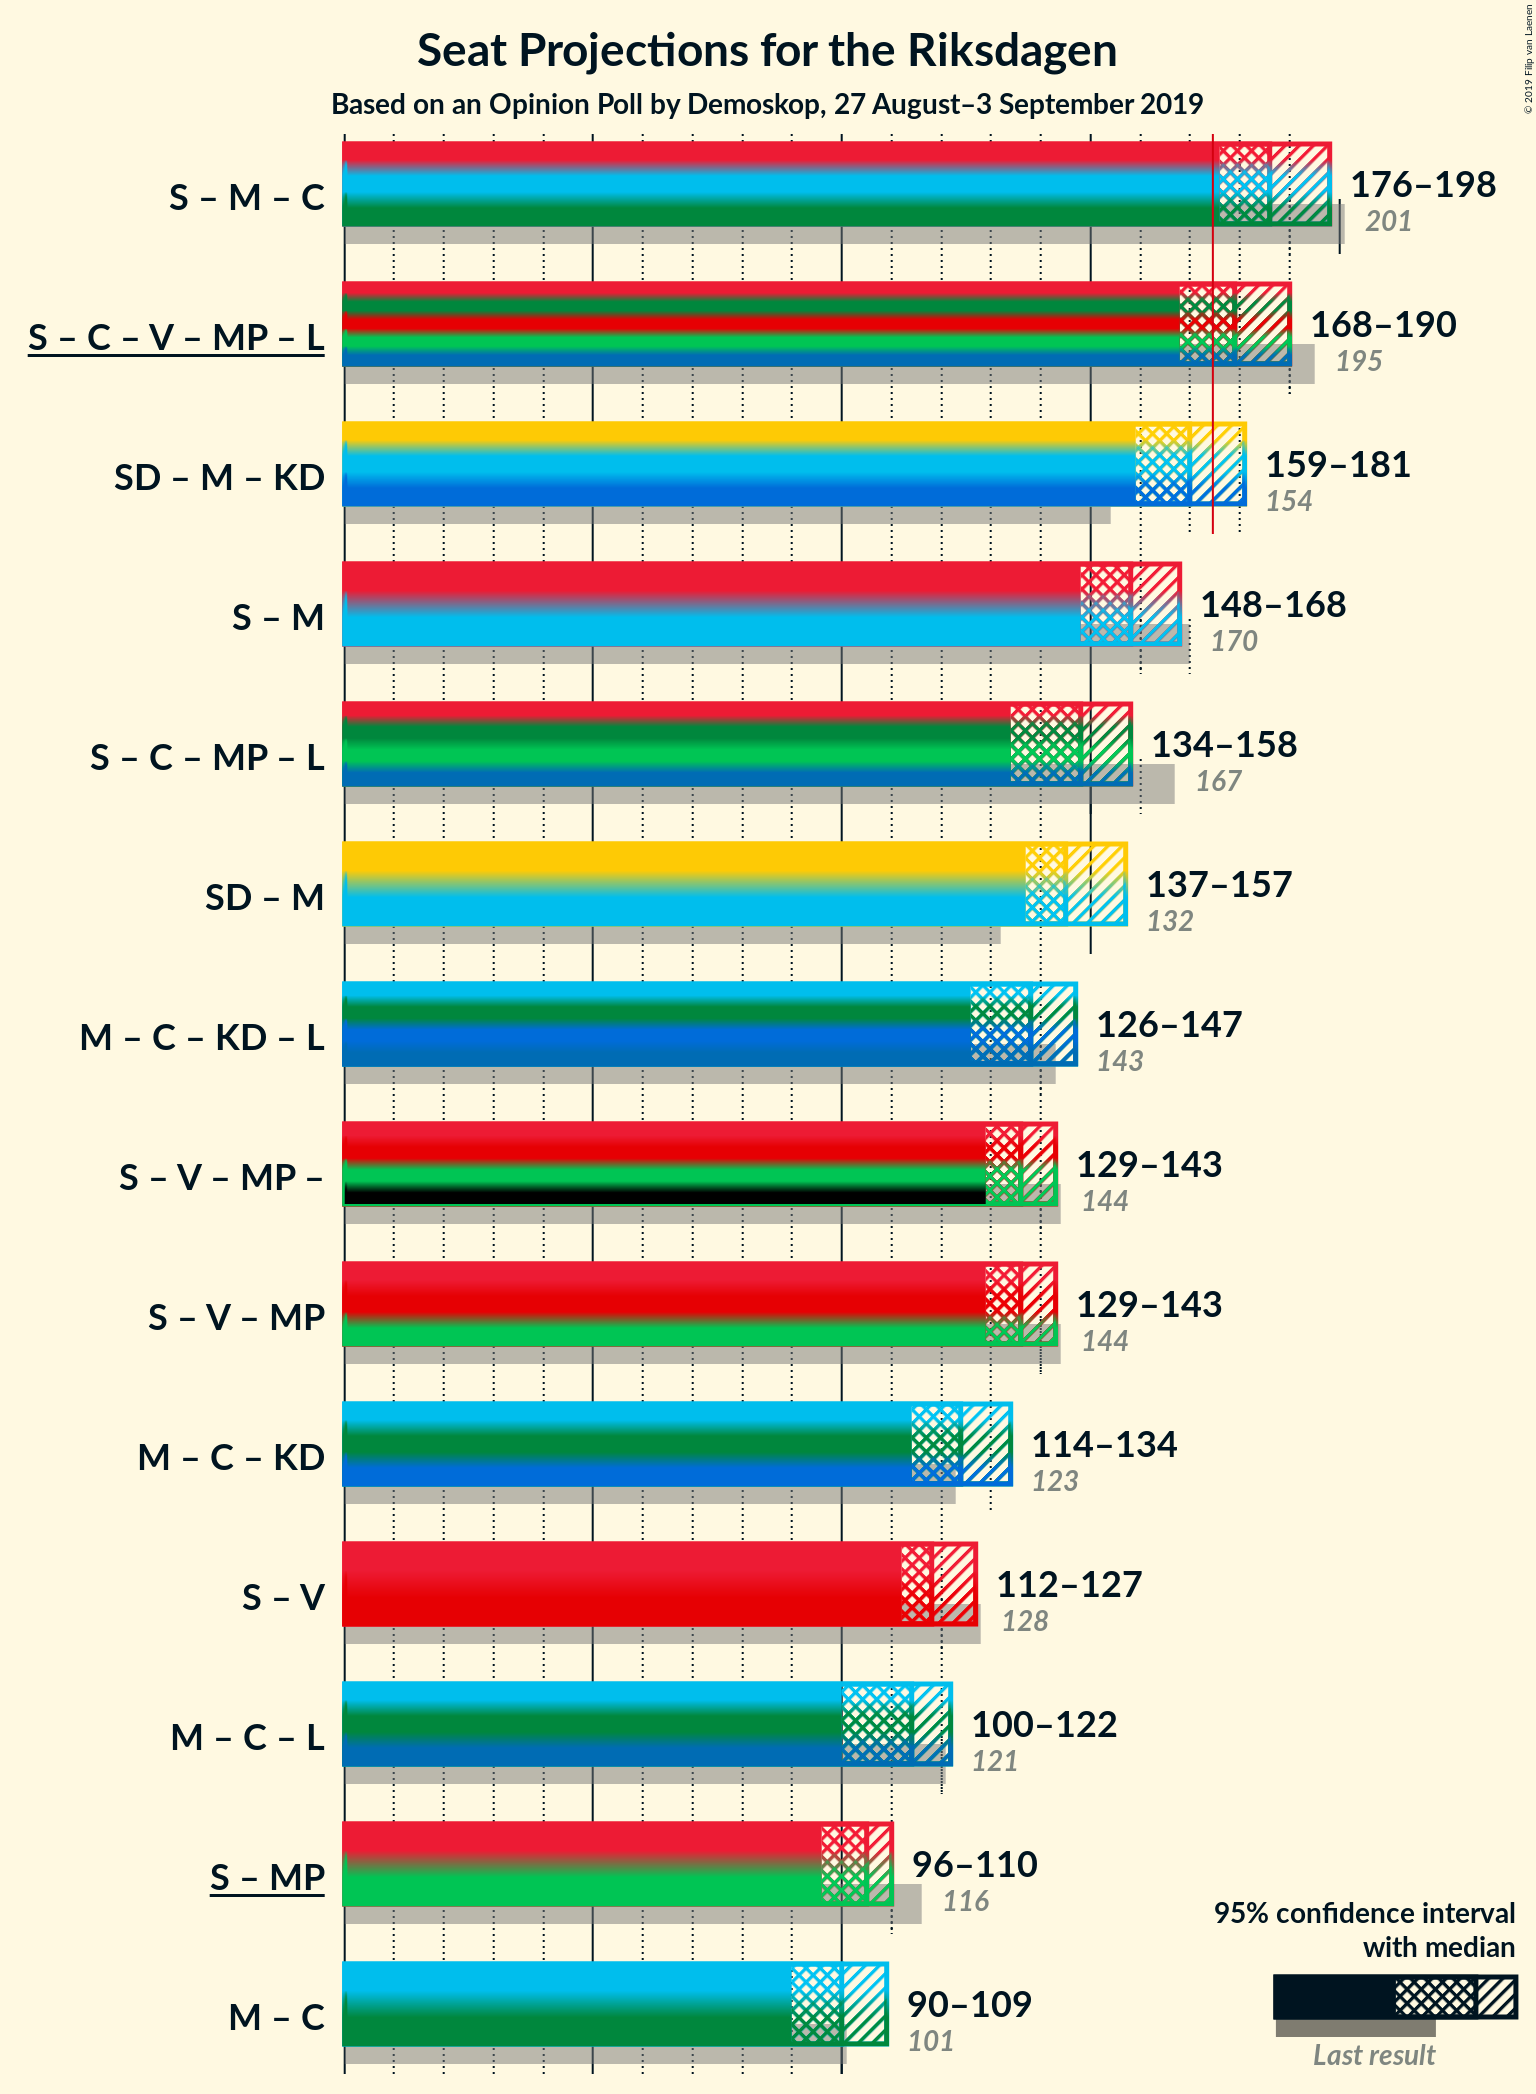 Seat Projections for the Riksdagen
Based on an Opinion Poll by Demoskop, 27 August–3 September 2019
© 2019 Filip van Laenen
S – M – C
176–198
201
S – C – V – MP – L
168–190
195
SD – M – KD
159–181
154
S – M
148–168
170
S – C – MP – L
134–158
167
SD – M
137–157
132
M – C – KD – L
126–147
143
S – V – MP –
129–143
144
S – V – MP
129–143
144
M – C – KD
114–134
123
S – V
112–127
128
M – C – L
100–122
121
S – MP
96–110
116
M – C
90–109
101
95% confidence interval
with median
Last result